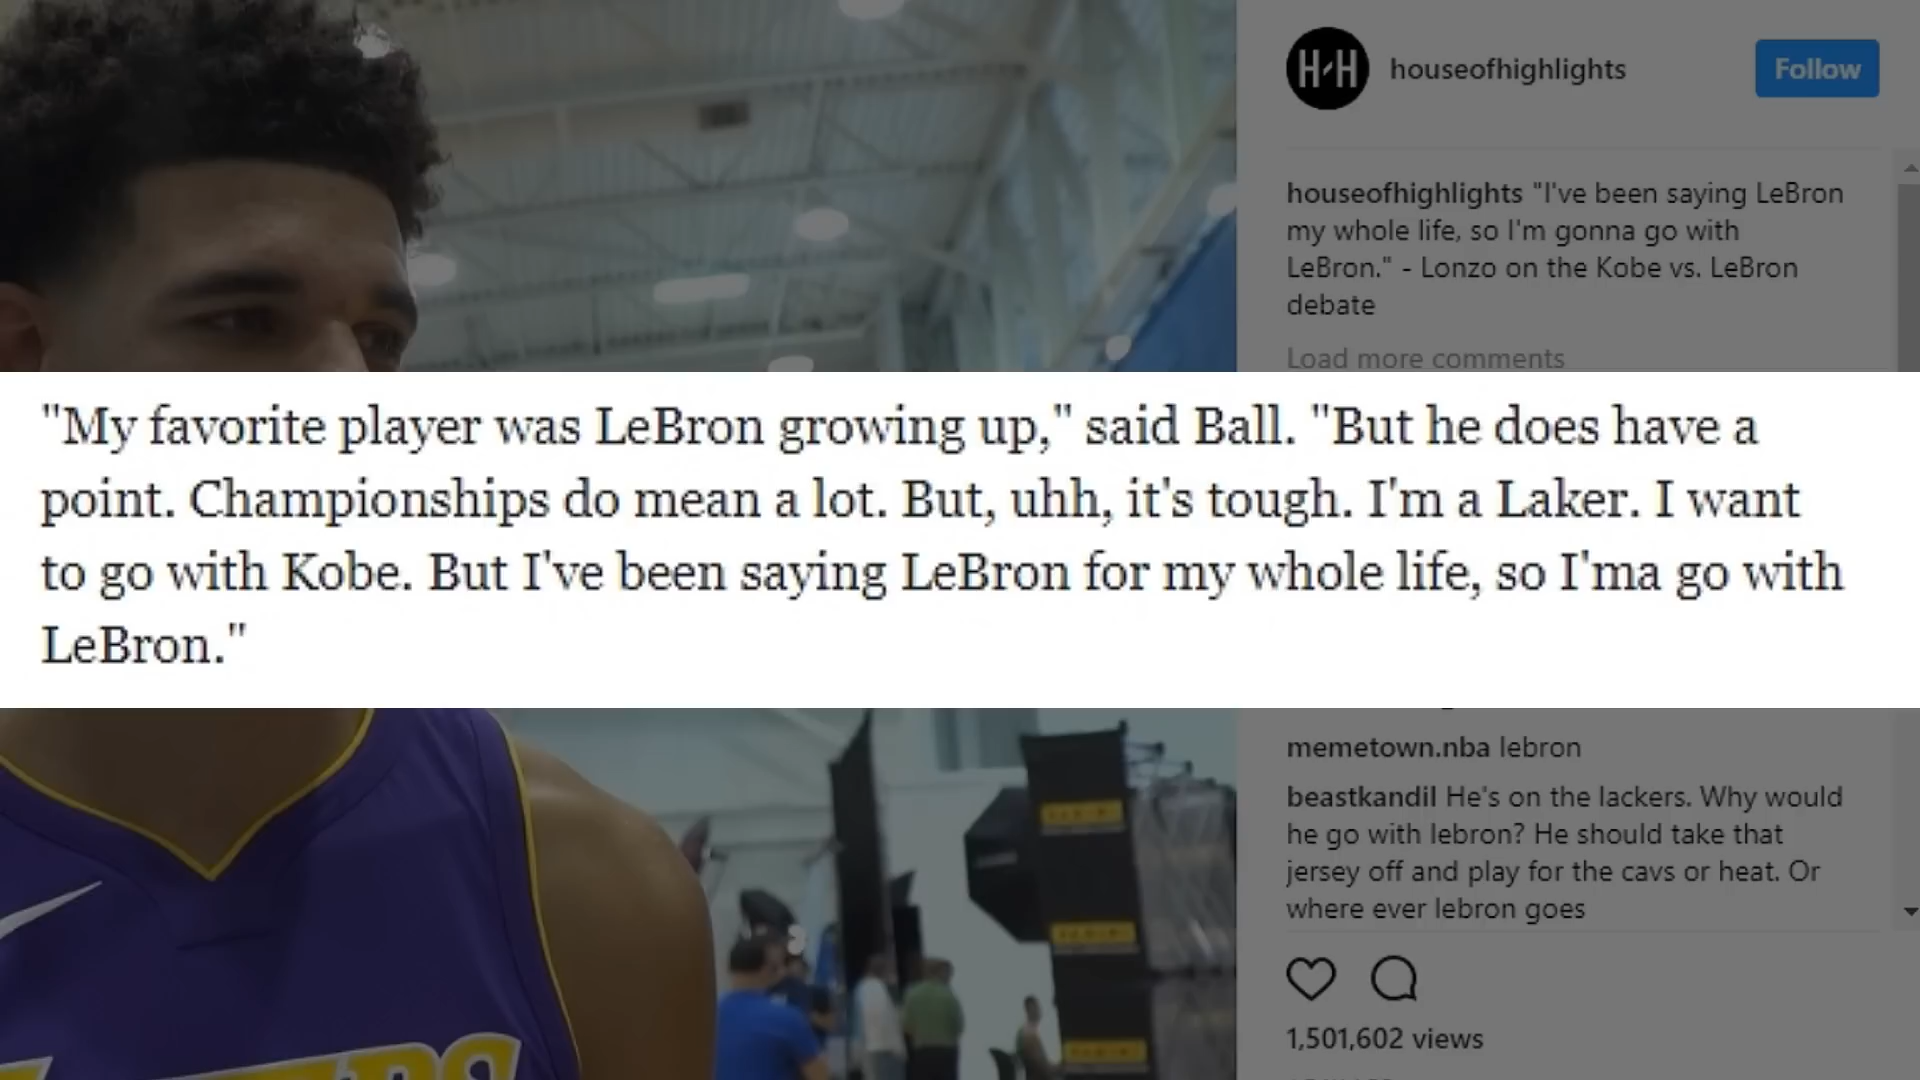 H-H
houseofhighlights
Follow
houseofhighlights "I've been saying LeBron
my whole life, so I'm gonna go with
LeBron." - Lonzo on the Kobe vs. LeBron
debate
Load more comments
"My favorite player was LeBron growing up," said Ball. "But he does have a
point. Championships do mean a lot. But, uhh, it's tough. I'm a Laker. I want
to go with Kobe. But I've been saying LeBron for my whole life, so I'ma go with
LeBron."
memetown.nba lebron
beastkandil He's on the lackers. Why would
he go with lebron? He should take that
jersey off and play for the cavs or heat. Or
where ever lebron goes
1,501,602 views